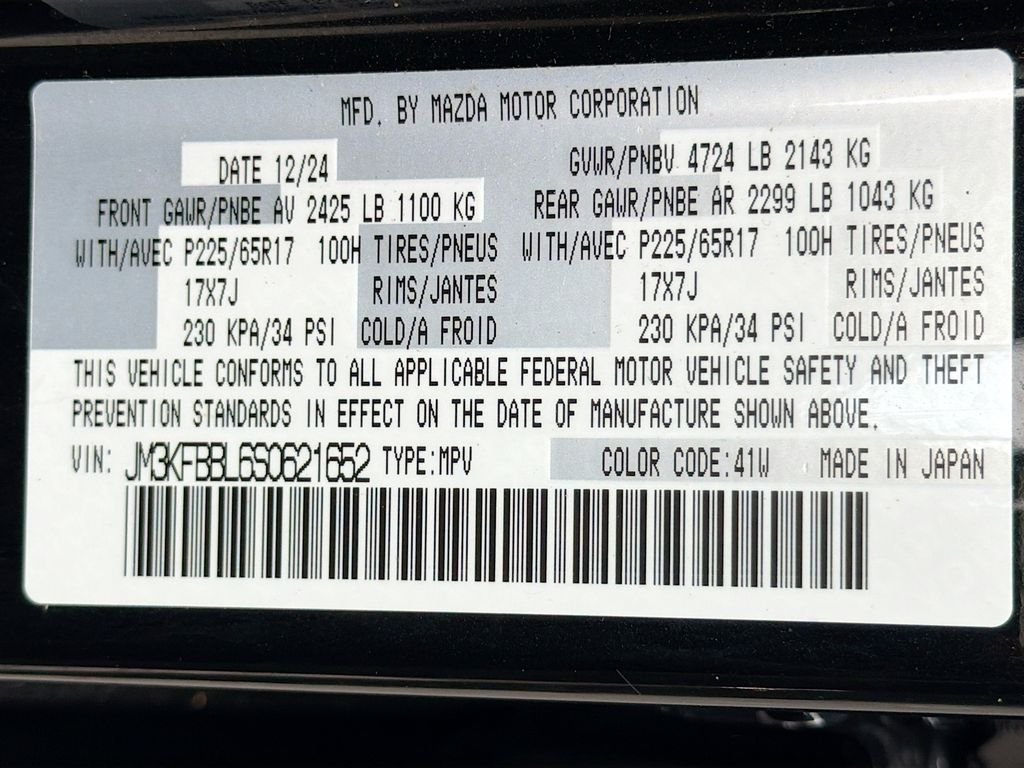 MFD. BY MAZDA MOTOR CORPORATION
DATE 12/24 GVWR/PNBV 4724 LB 2143 KG
FRONT GAWR/PNBE AV 2425 LB 1100 KG REAR GAWR/PNBE AR 2299 LB 1043 KG
WITH/AVEC P225/65R17 100H TIRES/PNEUS WITH/AVEC P225/65R17 100H TIRES/PNEUS
17X7J RIMS/JANTES 17X7J RIMS/JANTES
230 KPA/34 PSI COLD/A FROID 230 KPA/34 PSI COLD/A FROID
THIS VEHICLE CONFORMS TO ALL APPLICABLE FEDERAL MOTOR VEHICLE SAFETY AND THEFT
PREVENTION STANDARDS IN EFFECT ON THE DATE OF MANUFACTURE SHOWN ABOVE.
VIN: JM3KFBBL6S0621652 TYPE:MPV COLOR CODE:41W MADE IN JAPAN